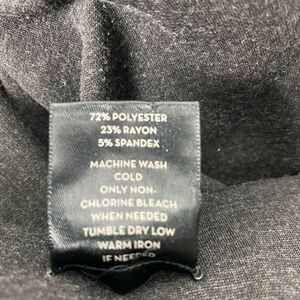 72% POLYESTER
23% RAYON
5% SPANDEX
MACHINE WASH
COLD
ONLY NON-
CHLORINE BLEACH
WHEN NEEDED
TUMBLE DRY LOW
WARM IRON
IF NEEDED